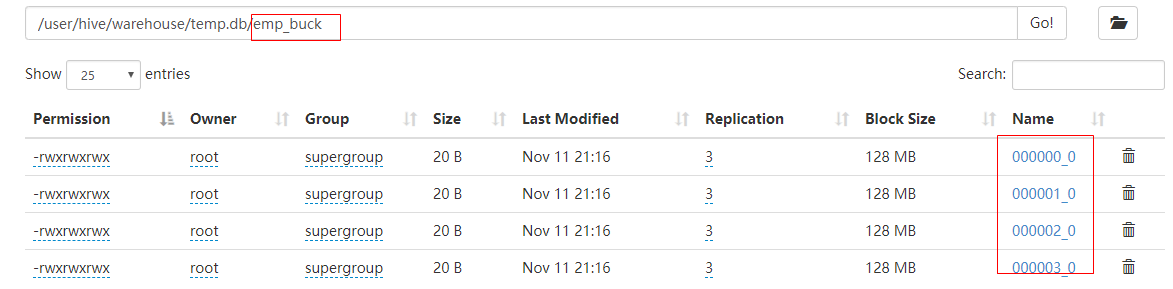 /user/hive/warehouse/temp.db/emp_buck Go!
Show 25 entries Search:
Permission Owner Group Size Last Modified Replication Block Size Name
-rwxrwxrwx root supergroup 20 B Nov 11 21:16 3 128 MB 000000_0
-rwxrwxrwx root supergroup 20 B Nov 11 21:16 3 128 MB 000001_0
-rwxrwxrwx root supergroup 20 B Nov 11 21:16 3 128 MB 000002_0
-rwxrwxrwx root supergroup 20 B Nov 11 21:16 3 128 MB 000003_0